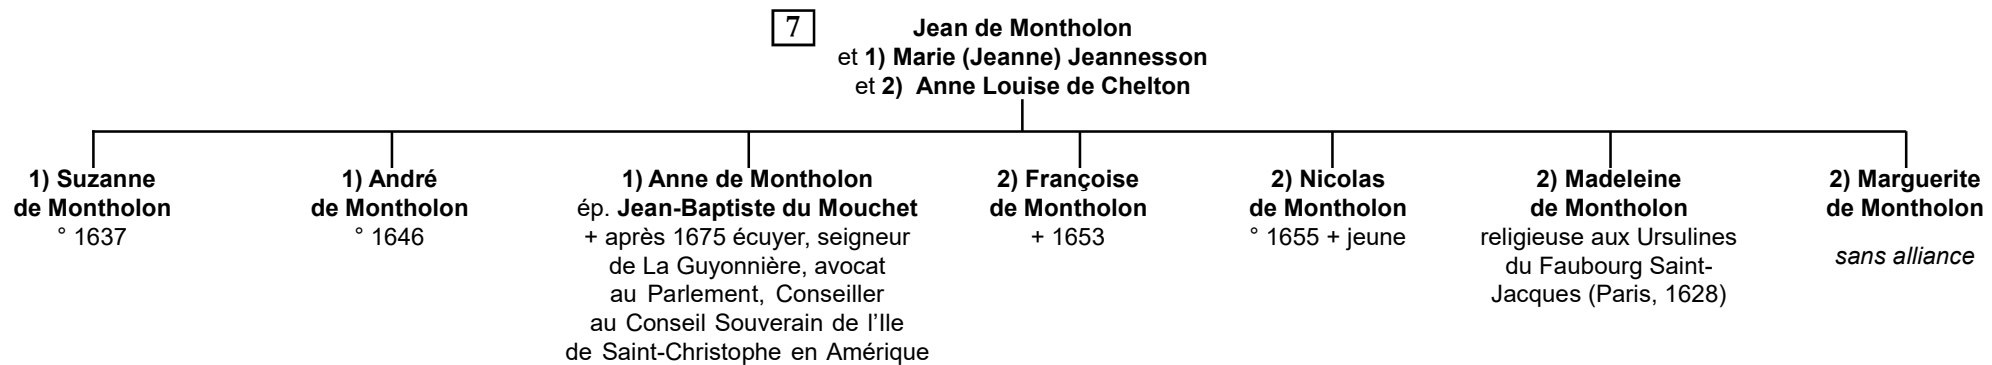 7
Jean de Montholon
et 1) Marie (Jeanne) Jeannesson
et 2) Anne Louise de Chelton
1) Suzanne
de Montholon
° 1637
1) André
de Montholon
° 1646
1) Anne de Montholon
ép. Jean-Baptiste du Mouchet
+ après 1675 écuyer, seigneur
de La Guyonnière, avocat
au Parlement, Conseiller
au Conseil Souverain de l'Ile
de Saint-Christophe en Amérique
2) Françoise
de Montholon
+ 1653
2) Nicolas
de Montholon
° 1655 + jeune
2) Madeleine
de Montholon
religieuse aux Ursulines
du Faubourg Saint-
Jacques (Paris, 1628)
2) Marguerite
de Montholon
sans alliance